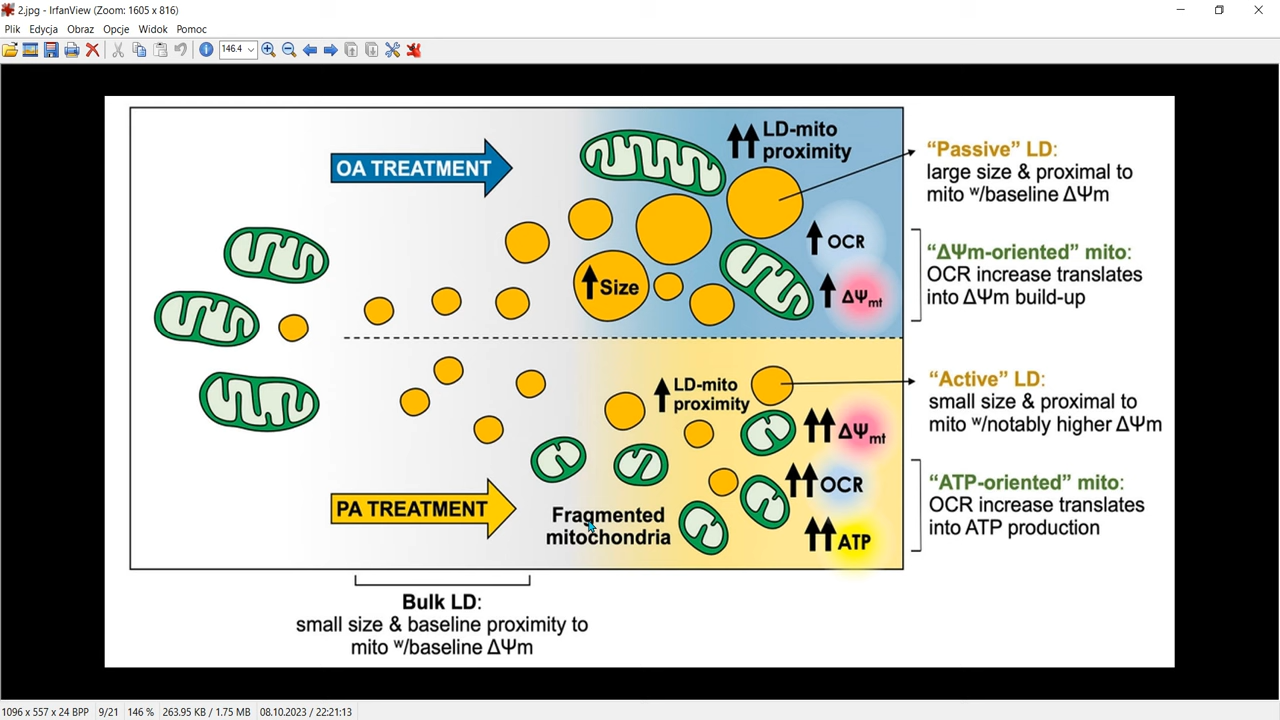 2.jpg - IrfanView (Zoom: 1605 x 816)
Plik Edycja Obraz Opcje Widok Pomoc
146.4
OA TREATMENT
LD-mito
proximity
"Passive" LD:
large size & proximal to
mito w/baseline ΔΨm
OCR
Size
ΔΨmt
"ΔΨm-oriented" mito:
OCR increase translates
into ΔΨm build-up
LD-mito
proximity
"Active" LD:
small size & proximal to
mito w/notably higher ΔΨm
ΔΨmt
OCR
ATP
"ATP-oriented" mito:
OCR increase translates
into ATP production
PA TREATMENT
Fragmented
mitochondria
Bulk LD:
small size & baseline proximity to
mito w/baseline ΔΨm
1096 x 557 x 24 BPP 9/21 146 % 263.95 KB / 1.75 MB 08.10.2023 / 22:21:13